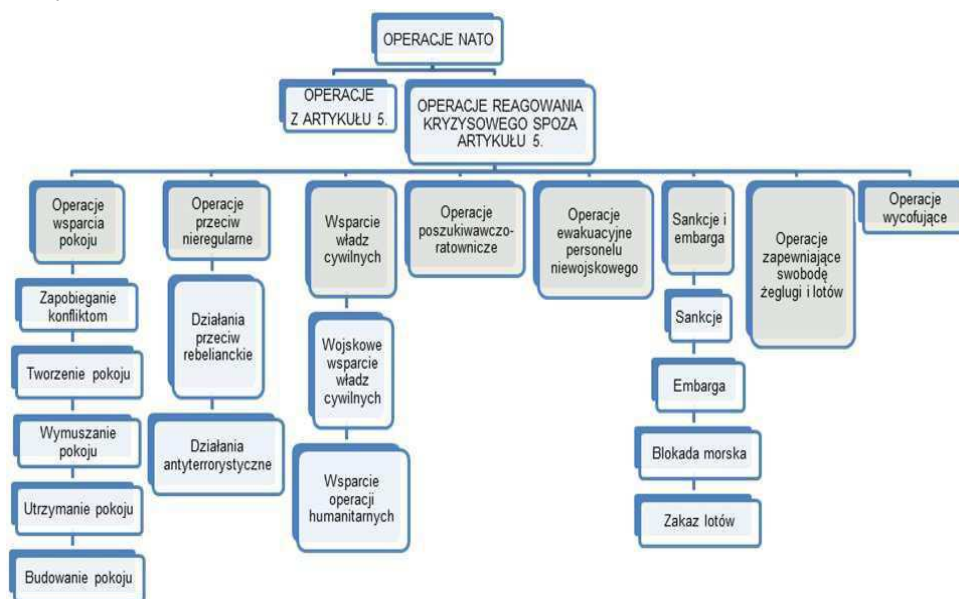 OPERACJE NATO
OPERACJE
Z ARTYKUŁU 5.
OPERACJE REAGOWANIA
KRYZYSOWEGO SPOZA
ARTYKUŁU 5.
Operacje
wsparcia
pokoju
Zapobieganie
konfliktom
Tworzenie pokoju
Wymuszanie
pokoju
Utrzymanie pokoju
Budowanie pokoju
Operacje
przeciw
nieregularne
Działania
przeciw
rebelianckie
Działania
antyterrorystyczne
Wsparcie
władz
cywilnych
Wojskowe
wsparcie
władz
cywilnych
Wsparcie
operacji
humanitarnych
Operacje
poszukiwawczo-
ratownicze
Operacje
ewakuacyjne
personelu
niewojskowego
Sankcje i
embarga
Sankcje
Embarga
Blokada morska
Zakaz lotów
Operacje
zapewniające
swobodę
żeglugi i lotów
Operacje
wycofujące